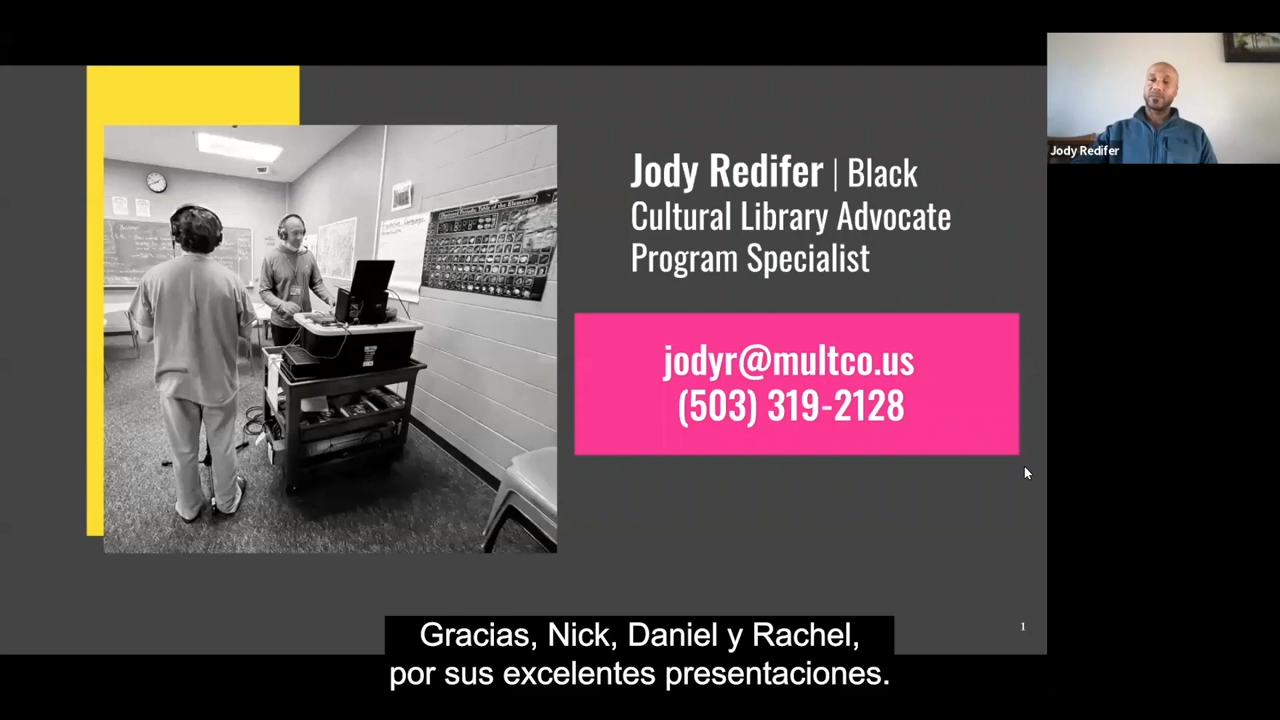 Jody Redifer | Black
Cultural Library Advocate
Program Specialist
jodyr@multco.us
(503) 319-2128
Jody Redifer
1
Gracias, Nick, Daniel y Rachel,
por sus excelentes presentaciones.